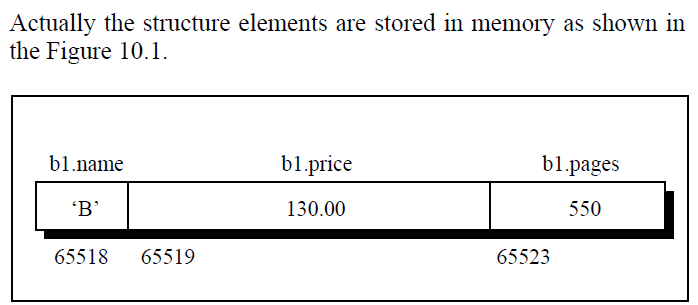 Actually the structure elements are stored in memory as shown in
the Figure 10.1.
b1.name b1.price b1.pages
‘B’ 130.00 550
65518 65519 65523